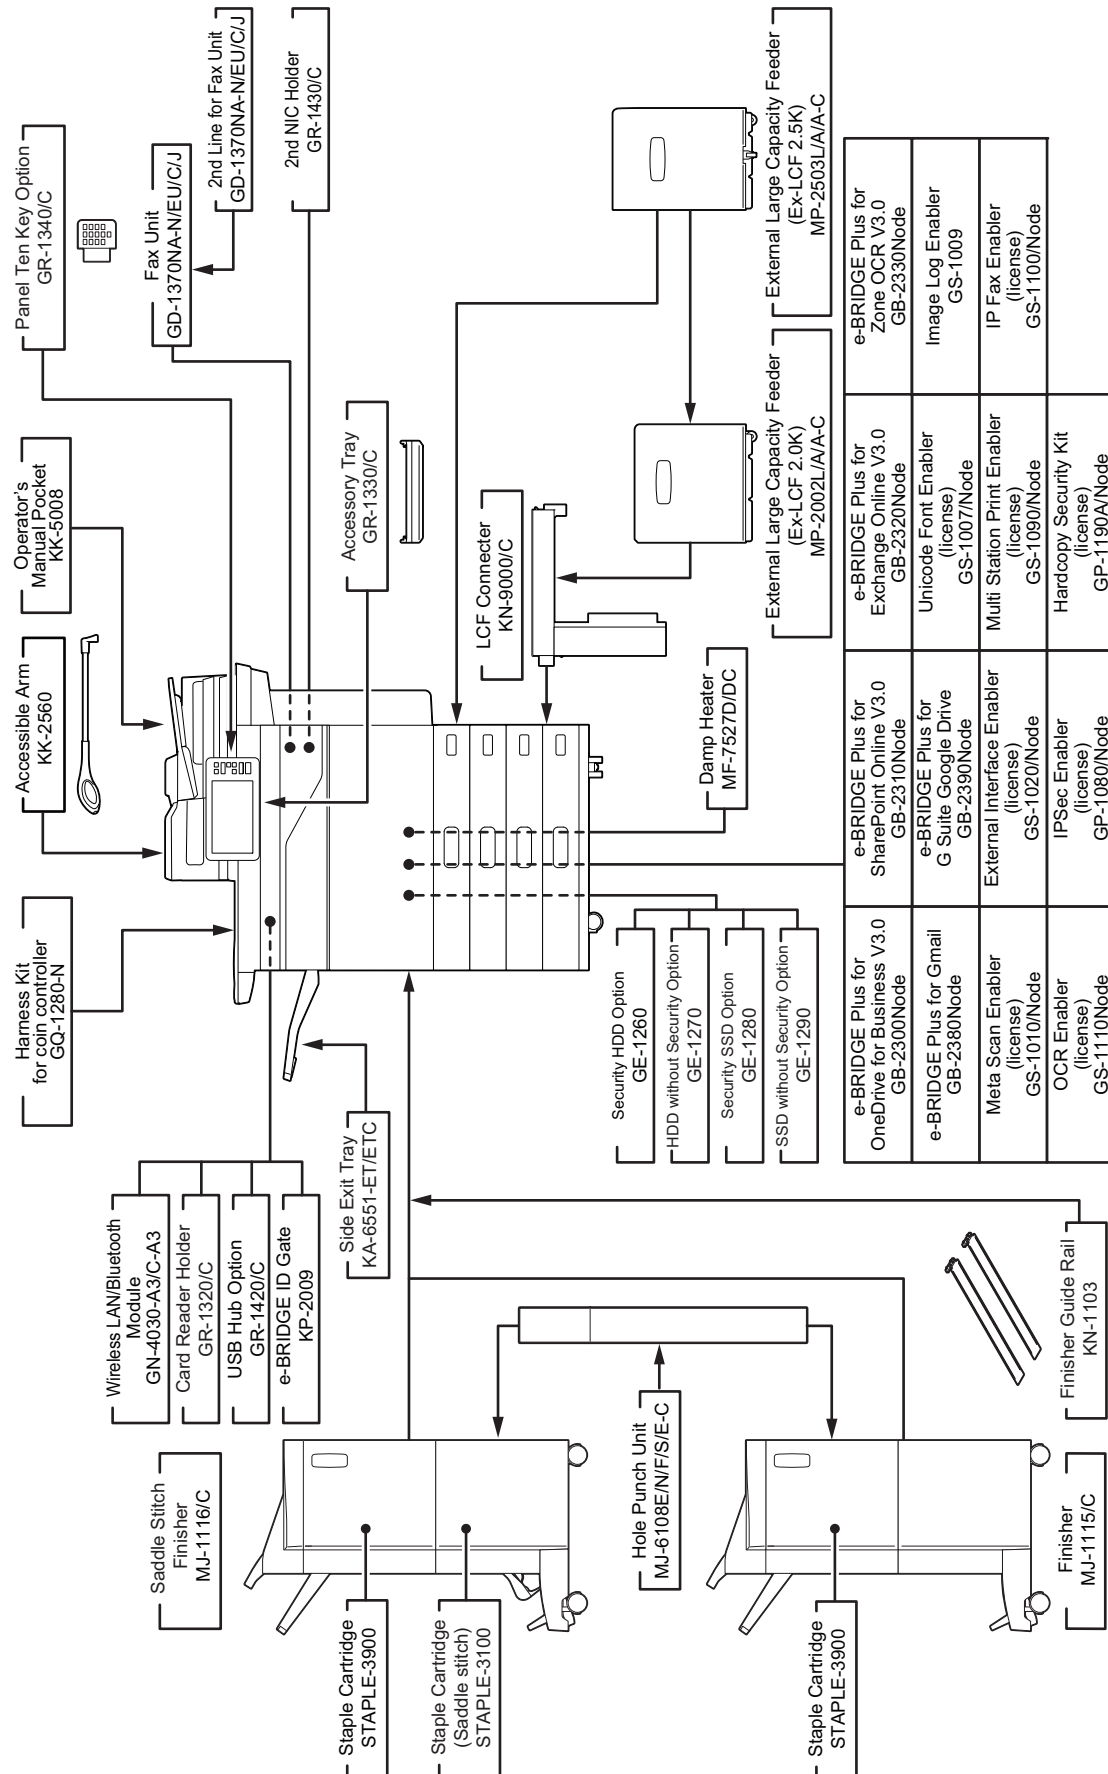 Harness Kit
for coin controller
GQ-1280-N
Accessible Arm
KK-2560
Operator's
Manual Pocket
KK-5008
Panel Ten Key Option
GR-1340/C
Fax Unit
GD-1370NA-N/EU/C/J
2nd Line for Fax Unit
GD-1370NA-N/EU/C/J
2nd NIC Holder
GR-1430/C
Wireless LAN/Bluetooth
Module
GN-4030-A3/C-A3
Card Reader Holder
GR-1320/C
USB Hub Option
GR-1420/C
e-BRIDGE ID Gate
KP-2009
Side Exit Tray
KA-6551-ET/ETC
Accessory Tray
GR-1330/C
LCF Connecter
KN-9000/C
External Large Capacity Feeder
(Ex-LCF 2.0K)
MP-2002L/A/A-C
External Large Capacity Feeder
(Ex-LCF 2.5K)
MP-2503L/A/A-C
Damp Heater
MF-7527D/DC
Saddle Stitch
Finisher
MJ-1116/C
Staple Cartridge
STAPLE-3900
Staple Cartridge
(Saddle stitch)
STAPLE-3100
Hole Punch Unit
MJ-6108E/N/F/S/E-C
Staple Cartridge
STAPLE-3900
Finisher
MJ-1115/C
Finisher Guide Rail
KN-1103
Security HDD Option
GE-1260
HDD without Security Option
GE-1270
Security SSD Option
GE-1280
SSD without Security Option
GE-1290
e-BRIDGE Plus for
OneDrive for Business V3.0
GB-2300Node
e-BRIDGE Plus for
SharePoint Online V3.0
GB-2310Node
e-BRIDGE Plus for
Exchange Online V3.0
GB-2320Node
e-BRIDGE Plus for
Zone OCR V3.0
GB-2330Node
e-BRIDGE Plus for Gmail
GB-2380Node
e-BRIDGE Plus for
G Suite Google Drive
GB-2390Node
Unicode Font Enabler
(license)
GS-1007/Node
Image Log Enabler
GS-1009
Meta Scan Enabler
(license)
GS-1010/Node
External Interface Enabler
(license)
GS-1020/Node
Multi Station Print Enabler
(license)
GS-1090/Node
IP Fax Enabler
(license)
GS-1100/Node
OCR Enabler
(license)
GS-1110Node
IPSec Enabler
(license)
GP-1080/Node
Hardcopy Security Kit
(license)
GP-1190A/Node